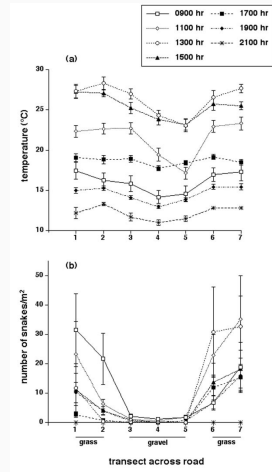 0900 hr
1100 hr
1300 hr
1500 hr
1700 hr
1900 hr
2100 hr
(a)
temperature (°C)
30
25
20
15
10
1 2 3 4 5 6 7
(b)
number of snakes/m²
50
40
30
20
10
0
1 2 3 4 5 6 7
grass gravel grass
transect across road